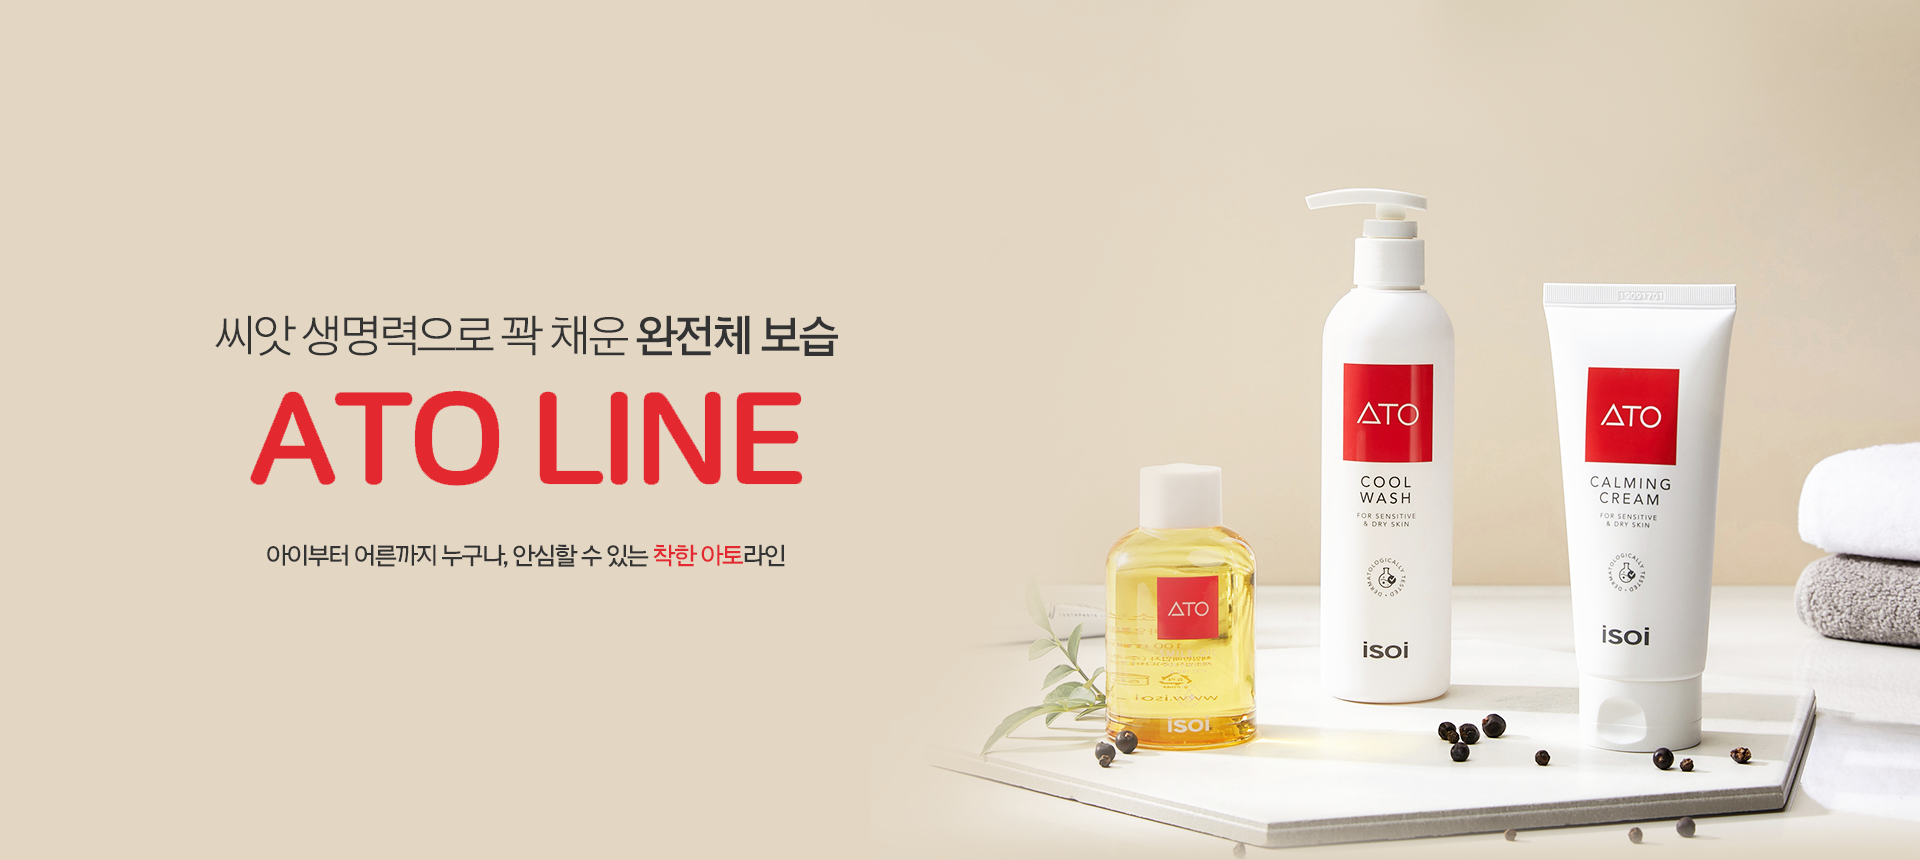 씨앗 생명력으로 꽉 채운 완전체 보습
ATO LINE
아이부터 어른까지 누구나, 안심할 수 있는 착한 아토라인
ATO
isoi
ATO
COOL
WASH
FOR SENSITIVE
& DRY SKIN
DERMATOLOGICALLY TESTED
isoi
ATO
CALMING
CREAM
FOR SENSITIVE
& DRY SKIN
DERMATOLOGICALLY TESTED
isoi